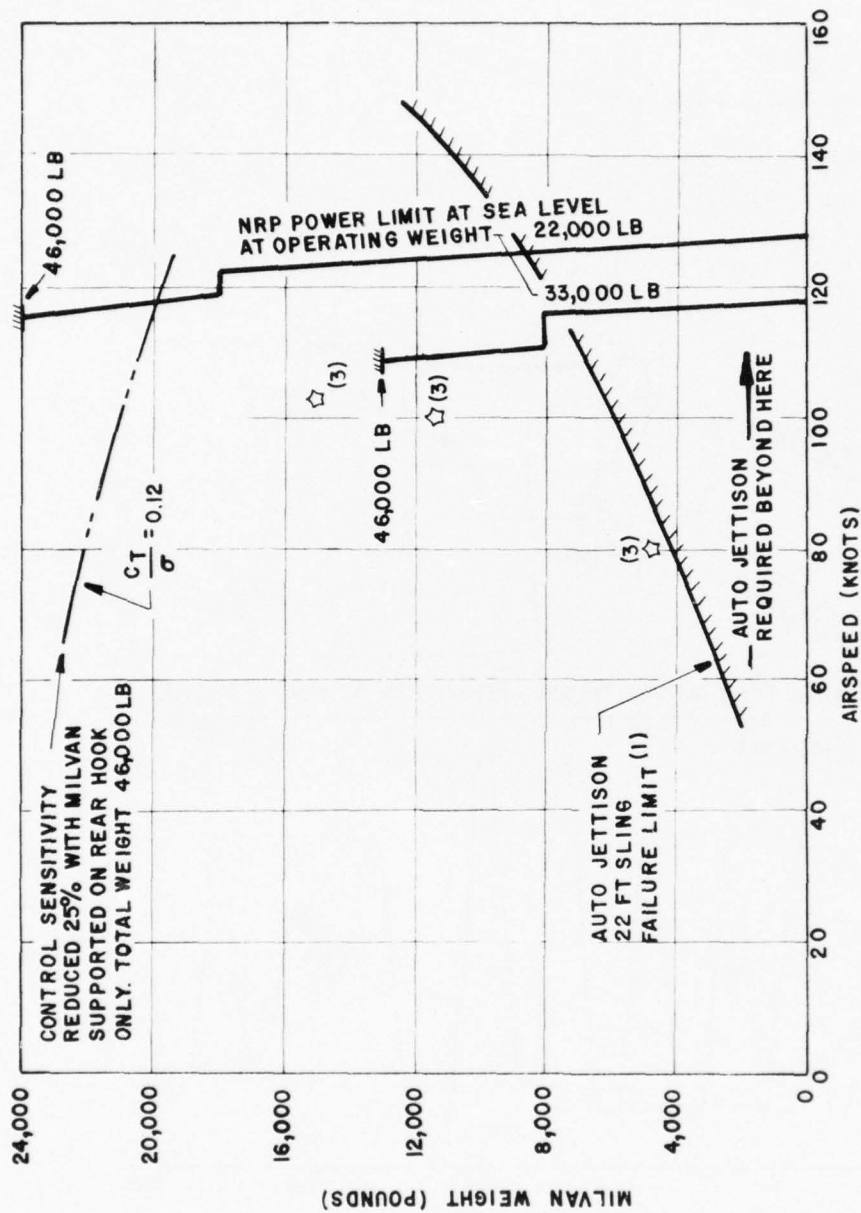 46,000 LB
CONTROL SENSITIVITY
REDUCED 25% WITH MILVAN
SUPPORTED ON REAR HOOK
ONLY. TOTAL WEIGHT 46,000LB
C_T/σ = 0.12
NRP POWER LIMIT AT SEA LEVEL
AT OPERATING WEIGHT
22,000 LB
33,000 LB
(3)
(3)
46,000 LB
(3)
AUTO JETTISON
22 FT SLING
FAILURE LIMIT (1)
AUTO JETTISON
REQUIRED BEYOND HERE
MILVAN WEIGHT (POUNDS)
24,000
20,000
16,000
12,000
8,000
4,000
0
0 20 40 60 80 100 120 140 160
AIRSPEED (KNOTS)